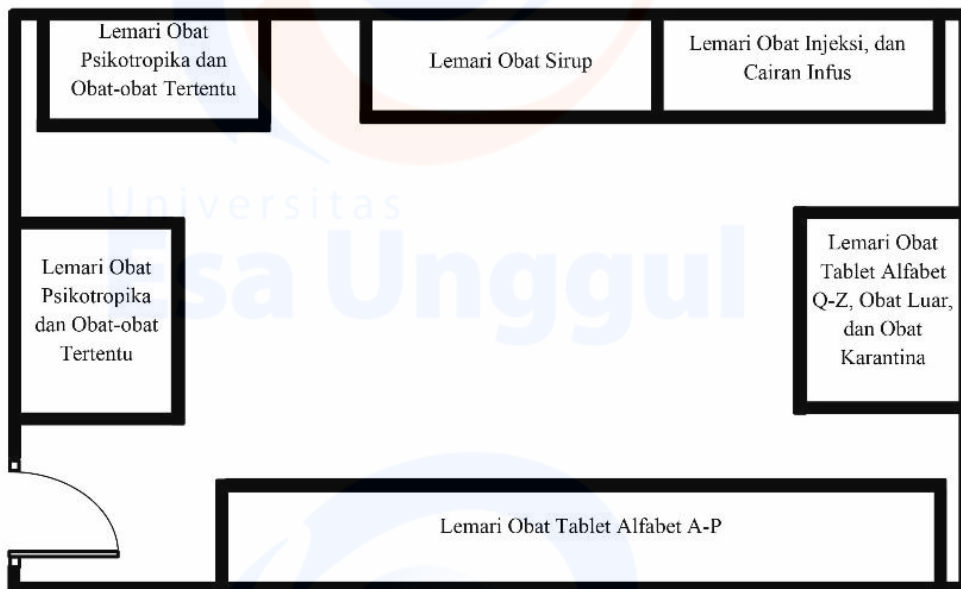 Lemari Obat
Psikotropika dan
Obat-obat Tertentu
Lemari Obat Sirup
Lemari Obat Injeksi, dan
Cairan Infus
Universitas
Esa Unggul
Lemari Obat
Psikotropika
dan Obat-obat
Tertentu
Lemari Obat
Tablet Alfabet
Q-Z, Obat Luar,
dan Obat
Karantina
Lemari Obat Tablet Alfabet A-P